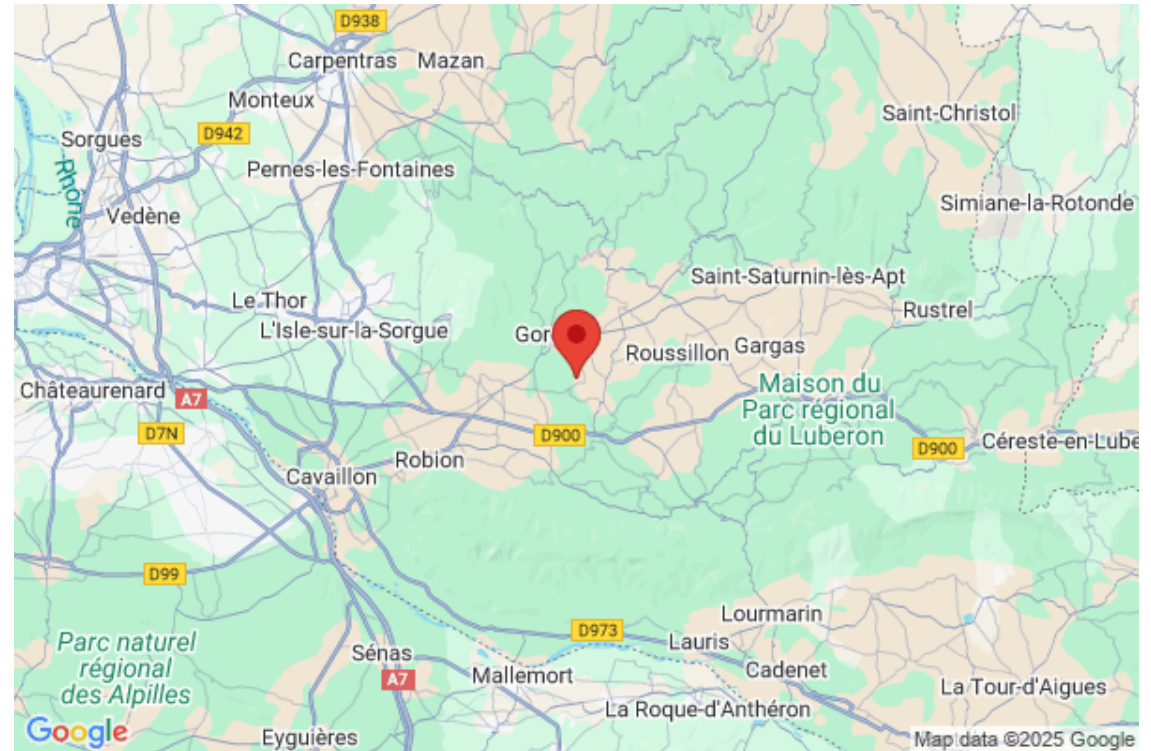 D938
Carpentras
Mazan
Monteux
Saint-Christol
D942
Sorgues
Pernes-les-Fontaines
Rhône
Simiane-la-Rotonde
Vedène
Saint-Saturnin-lès-Apt
Le Thor
Rustrel
L'Isle-sur-la-Sorgue
Gor
Roussillon
Gargas
Châteaurenard
A7
Maison du
Parc régional
du Luberon
D7N
D900
D900
Céreste-en-Lube
Robion
Cavaillon
D99
Lourmarin
D973
Lauris
Parc naturel
régional
des Alpilles
Sénas
A7
Mallemort
Cadenet
La Tour-d'Aigues
La Roque-d'Anthéron
Google
Eyguières
Map data ©2025 Google